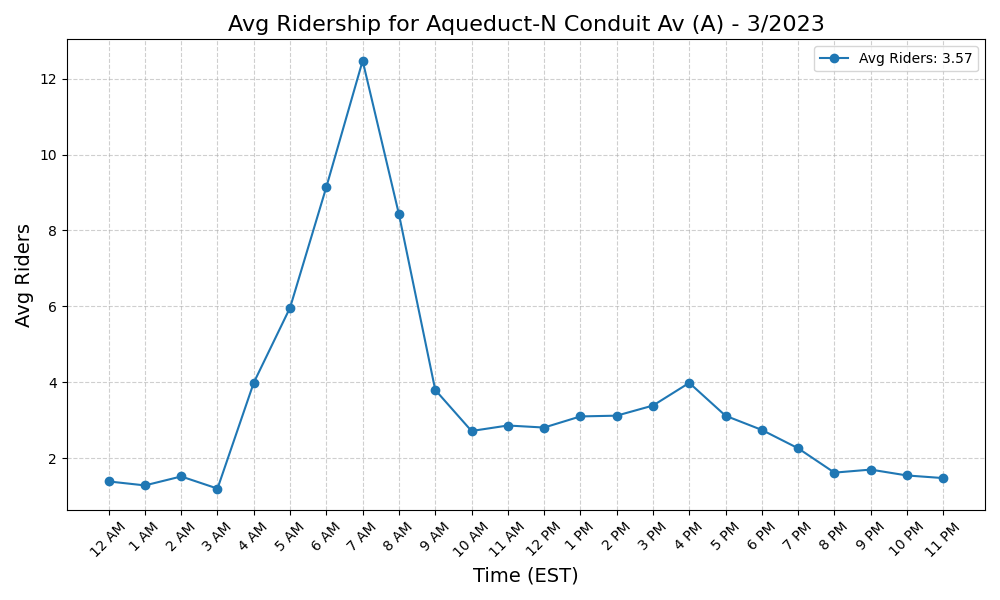 Avg Ridership for Aqueduct-N Conduit Av (A) - 3/2023
Avg Riders: 3.57
Avg Riders
12
10
8
6
4
2
12 AM
1 AM
2 AM
3 AM
4 AM
5 AM
6 AM
7 AM
8 AM
9 AM
10 AM
11 AM
12 PM
1 PM
2 PM
3 PM
4 PM
5 PM
6 PM
7 PM
8 PM
9 PM
10 PM
11 PM
Time (EST)